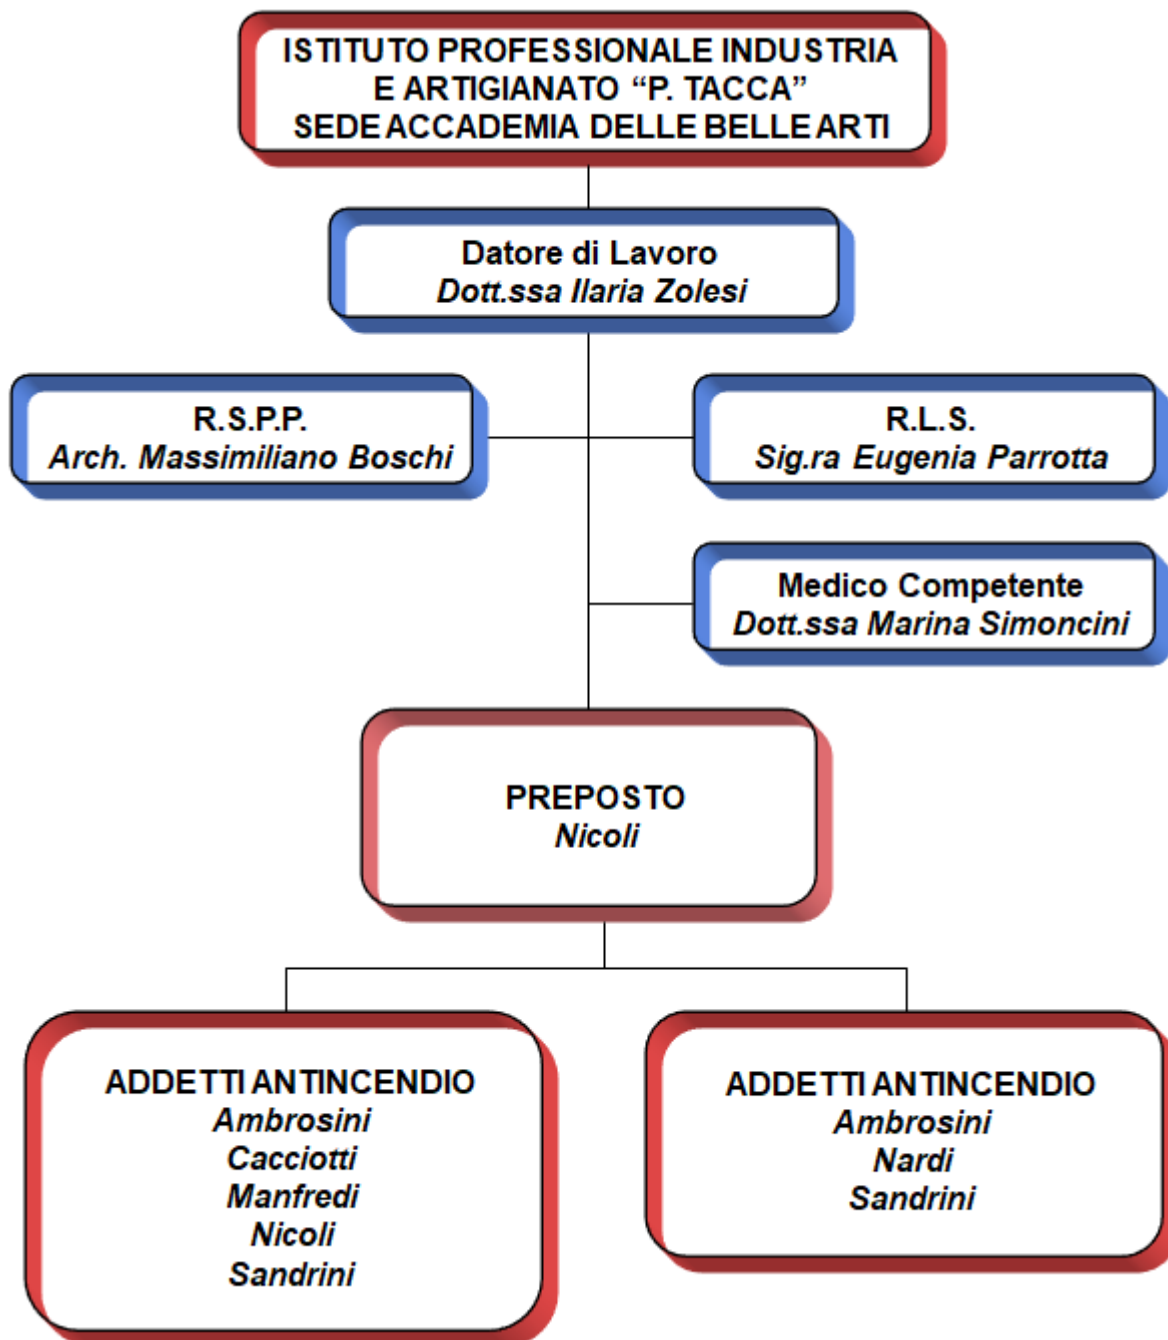 ISTITUTO PROFESSIONALE INDUSTRIA
E ARTIGIANATO “P. TACCA”
SEDE ACCADEMIA DELLE BELLE ARTI
Datore di Lavoro
Dott.ssa Ilaria Zolesi
R.S.P.P.
Arch. Massimiliano Boschi
R.L.S.
Sig.ra Eugenia Parrotta
Medico Competente
Dott.ssa Marina Simoncini
PREPOSTO
Nicoli
ADDETTI ANTINCENDIO
Ambrosini
Cacciotti
Manfredi
Nicoli
Sandrini
ADDETTI ANTINCENDIO
Ambrosini
Nardi
Sandrini